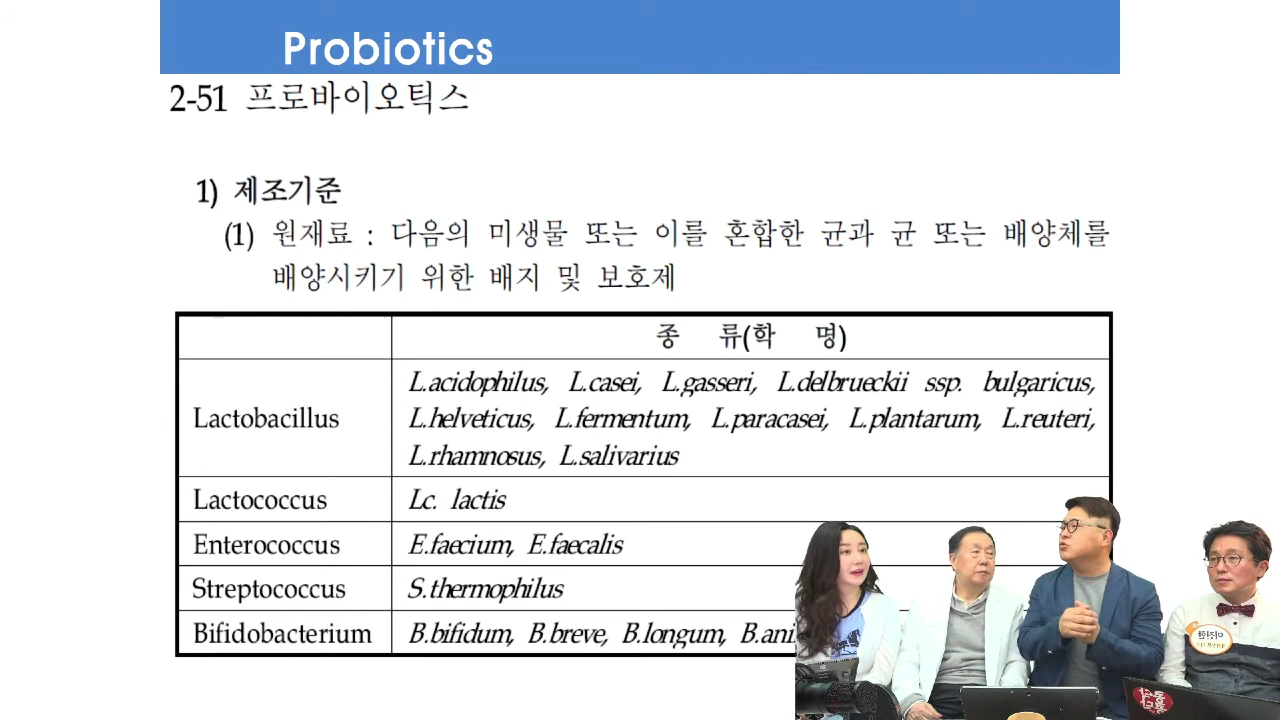 Probiotics
2-51 프로바이오틱스
1) 제조기준
(1) 원재료 : 다음의 미생물 또는 이를 혼합한 균과 균 또는 배양체를
배양시키기 위한 배지 및 보호제
종 류(학 명)
Lactobacillus
L.acidophilus, L.casei, L.gasseri, L.delbrueckii ssp. bulgaricus,
L.helveticus, L.fermentum, L.paracasei, L.plantarum, L.reuteri,
L.rhamnosus, L.salivarius
Lactococcus
Lc. lactis
Enterococcus
E.faecium, E.faecalis
Streptococcus
S.thermophilus
Bifidobacterium
B.bifidum, B.breve, B.longum,